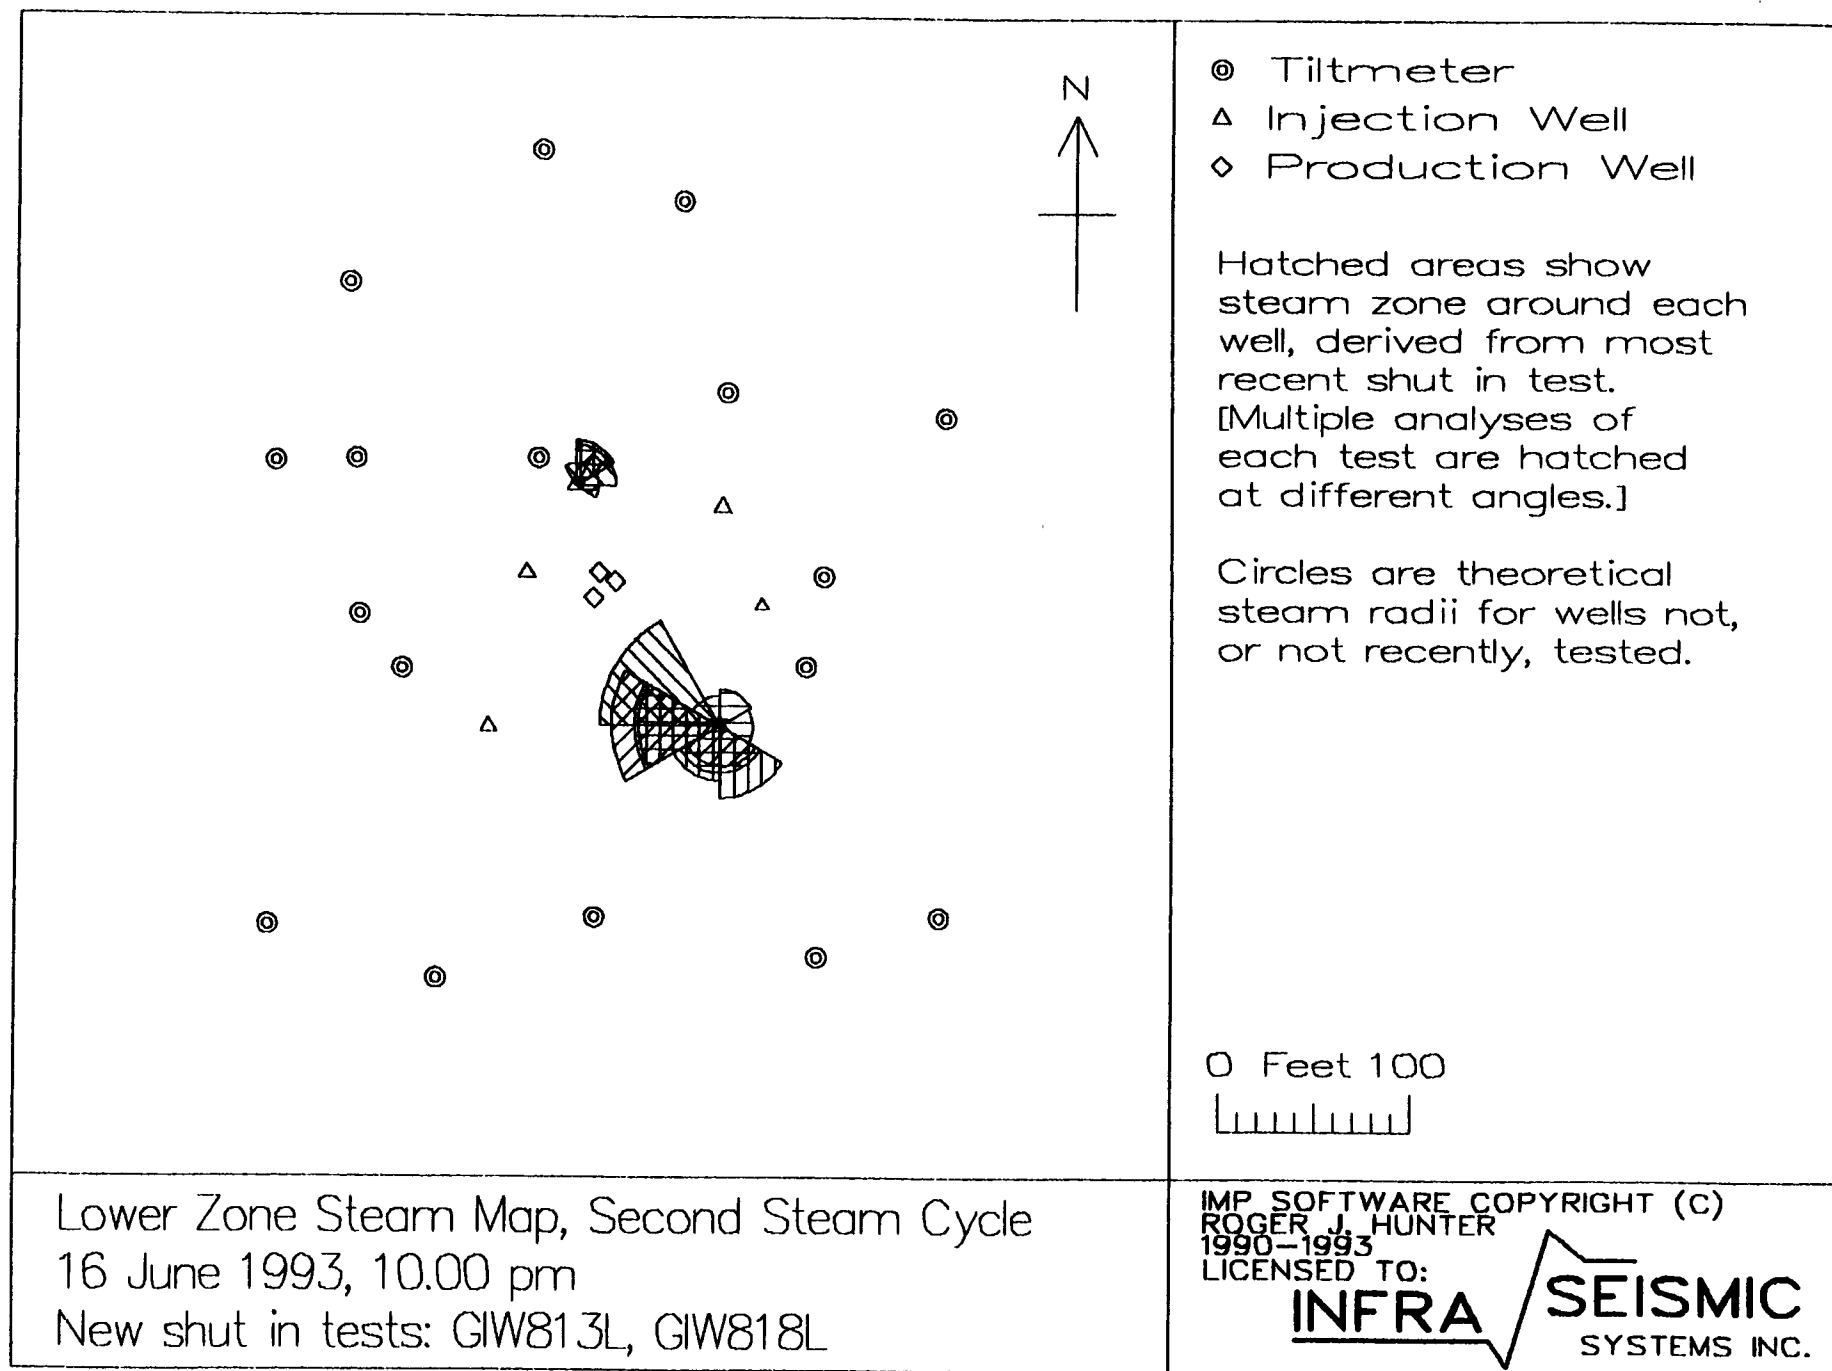 N
Tiltmeter
Injection Well
Production Well
Hatched areas show
steam zone around each
well, derived from most
recent shut in test.
[Multiple analyses of
each test are hatched
at different angles.]
Circles are theoretical
steam radii for wells not,
or not recently, tested.
0 Feet 100
Lower Zone Steam Map, Second Steam Cycle
16 June 1993, 10.00 pm
New shut in tests: GIW813L, GIW818L
IMP SOFTWARE COPYRIGHT (C)
ROGER J. HUNTER
1990-1993
LICENSED TO:
INFRA SEISMIC
SYSTEMS INC.